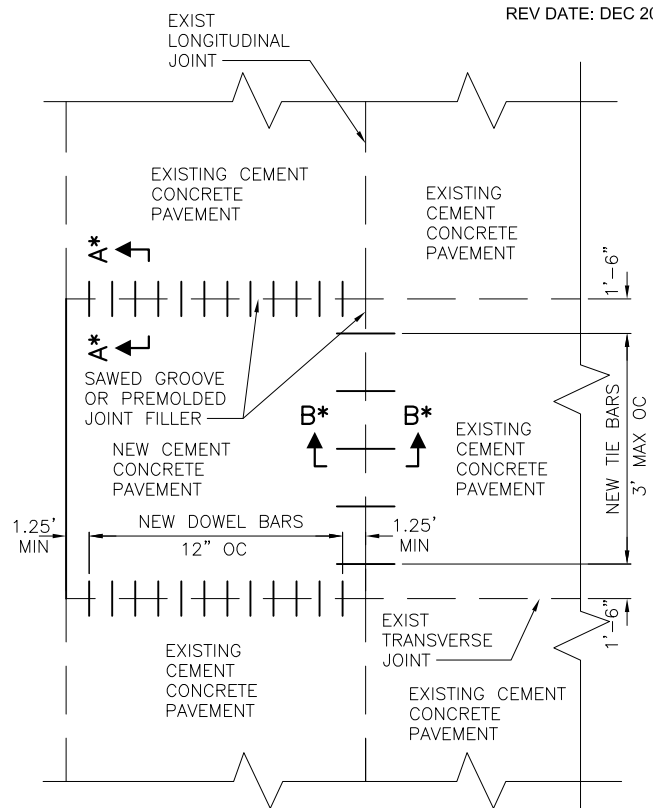 REV DATE: DEC 20
EXIST
LONGITUDINAL
JOINT
EXISTING CEMENT
CONCRETE
PAVEMENT
EXISTING
CEMENT
CONCRETE
PAVEMENT
A*
1'-6"
A*
SAWED GROOVE
OR PREMOLDED
JOINT FILLER
B*
B*
NEW CEMENT
CONCRETE
PAVEMENT
EXISTING
CEMENT
CONCRETE
PAVEMENT
NEW TIE BARS
3' MAX OC
1.25'
MIN
NEW DOWEL BARS
12" OC
1.25'
MIN
EXISTING
CEMENT
CONCRETE
PAVEMENT
EXIST
TRANSVERSE
JOINT
1'-6"
EXISTING CEMENT
CONCRETE
PAVEMENT